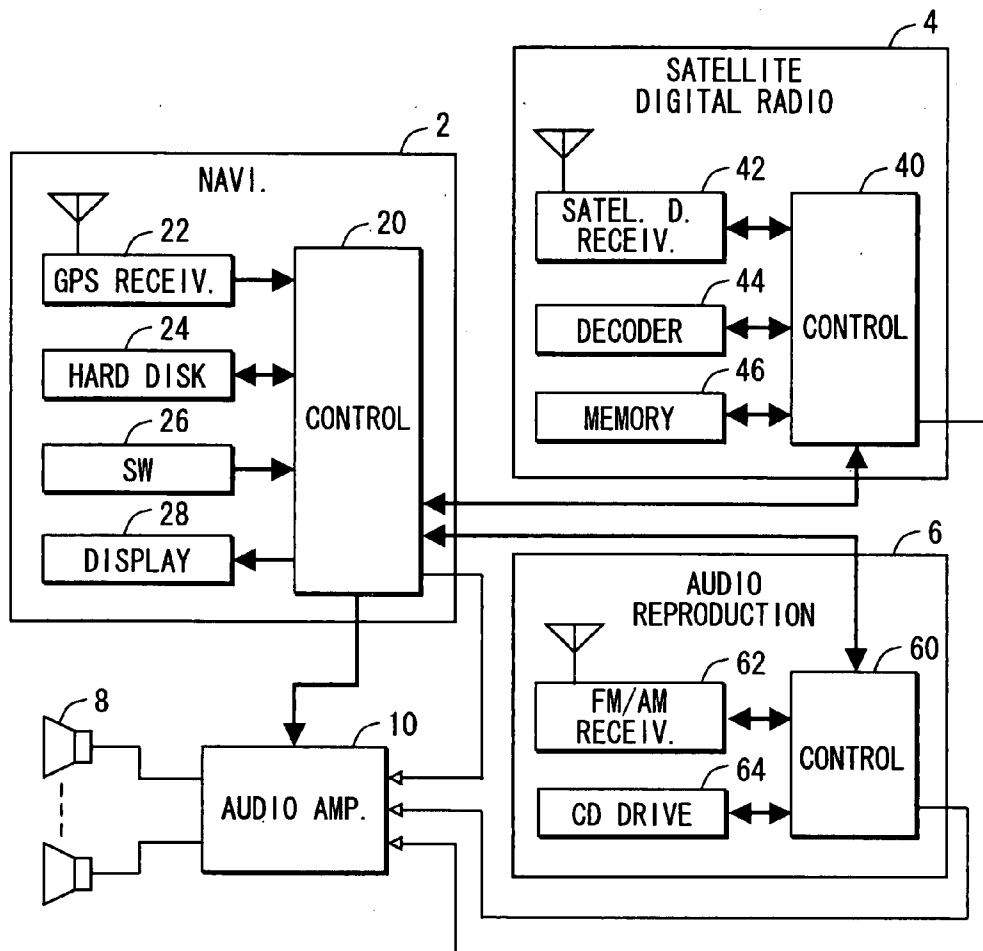 4
SATELLITE
DIGITAL RADIO
42
40
SATEL. D.
RECEIV.
44
DECODER
CONTROL
46
MEMORY
2
NAVI.
20
22
GPS RECEIV.
24
HARD DISK
CONTROL
26
SW
28
DISPLAY
6
AUDIO
REPRODUCTION
62
60
FM/AM
RECEIV.
CONTROL
64
CD DRIVE
8
10
AUDIO AMP.